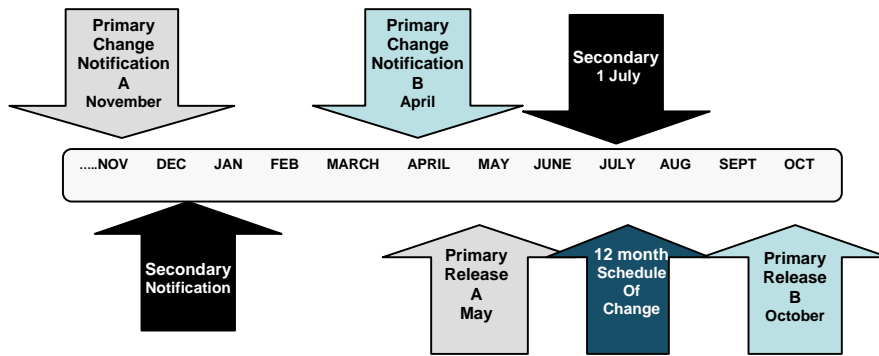 Primary
Change
Notification
A
November
Primary
Change
Notification
B
April
Secondary
1 July
.....NOV DEC JAN FEB MARCH APRIL MAY JUNE JULY AUG SEPT OCT
Secondary
Notification
Primary
Release
A
May
12 month
Schedule
Of
Change
Primary
Release
B
October